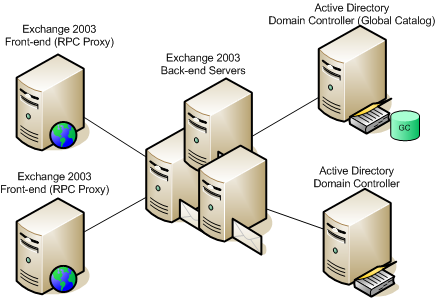 Exchange 2003
Front-end (RPC Proxy)
Exchange 2003
Back-end Servers
Active Directory
Domain Controller (Global Catalog)
GC
Exchange 2003
Front-end (RPC Proxy)
Active Directory
Domain Controller